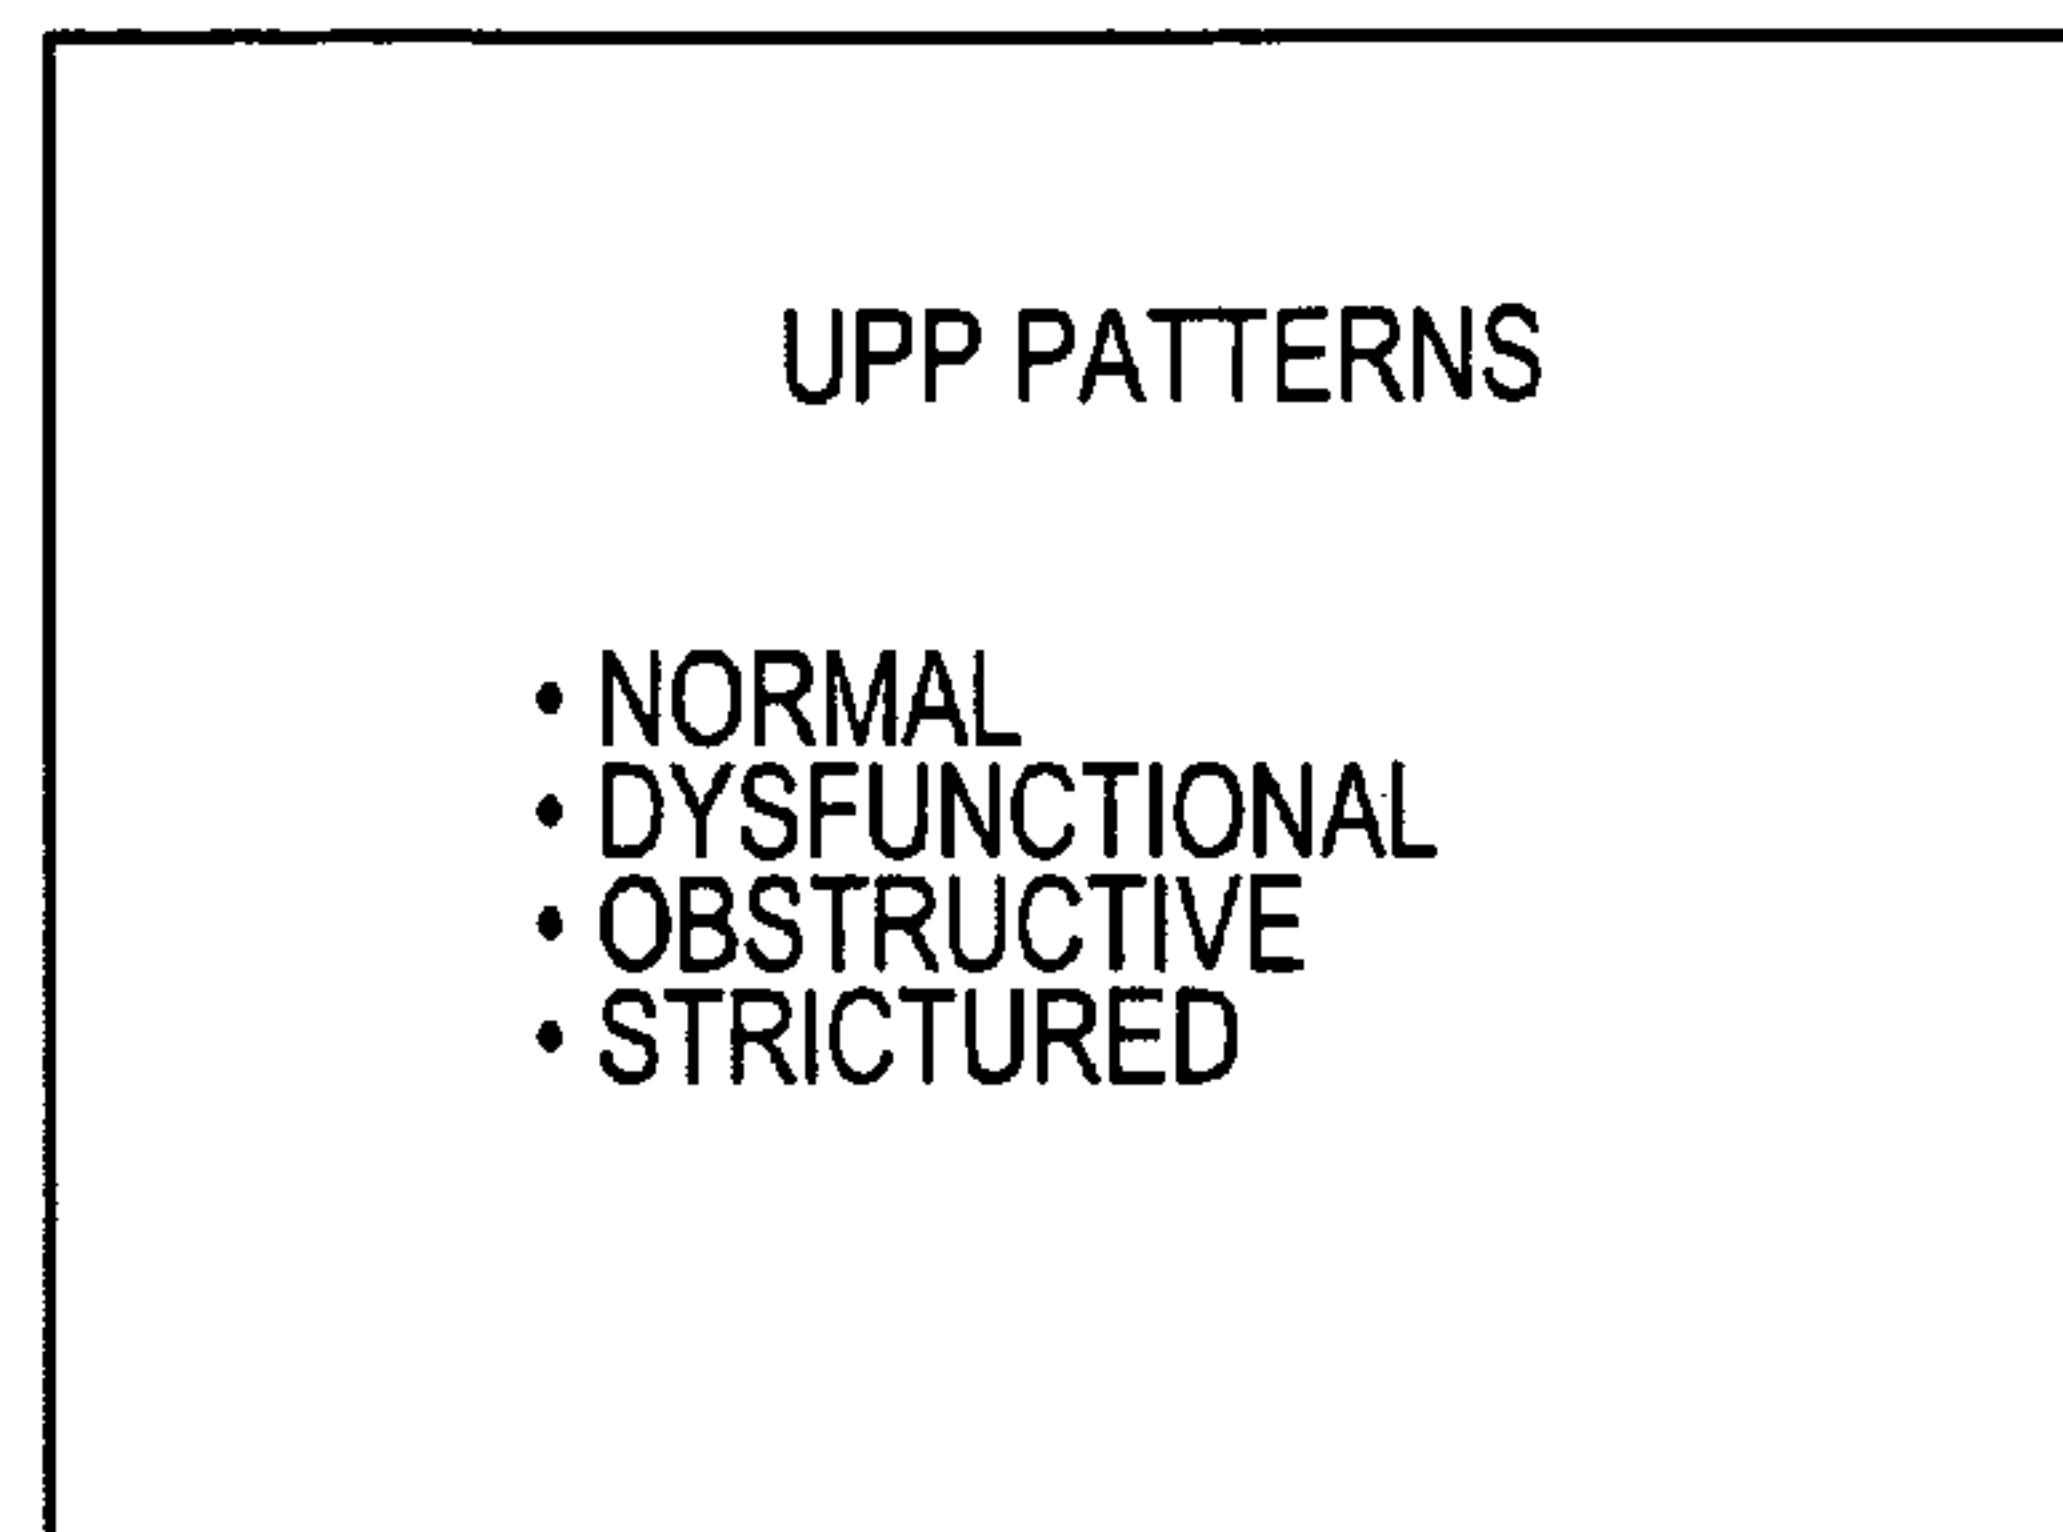 UPP PATTERNS
• NORMAL
• DYSFUNCTIONAL
• OBSTRUCTIVE
• STRICTURED